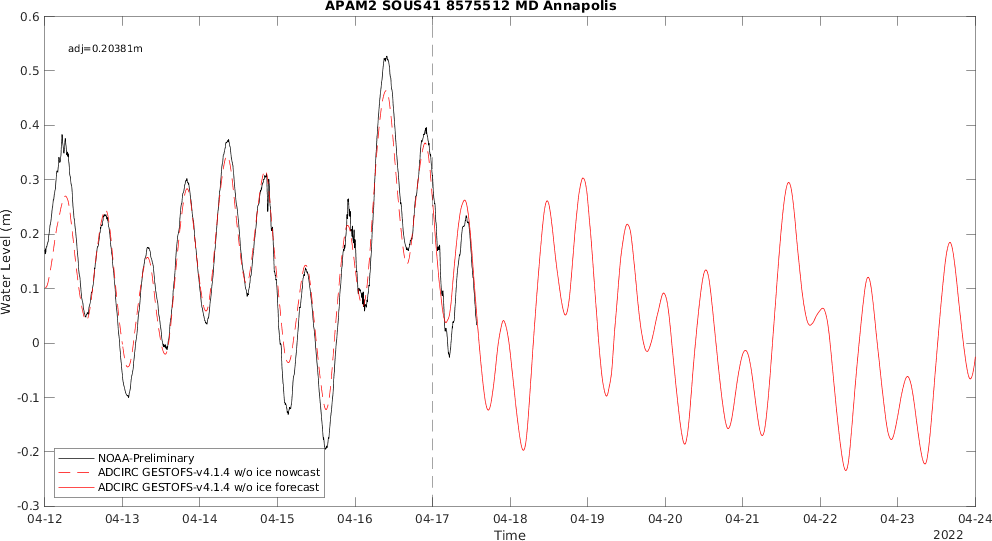 APAM2 SOUS41 8575512 MD Annapolis
adj=0.20381m
Water Level (m)
0.6
0.5
0.4
0.3
0.2
0.1
0
-0.1
-0.2
-0.3
NOAA-Preliminary
ADCIRC GESTOFS-v4.1.4 w/o ice nowcast
ADCIRC GESTOFS-v4.1.4 w/o ice forecast
04-12 04-13 04-14 04-15 04-16 04-17 04-18 04-19 04-20 04-21 04-22 04-23 04-24
Time
2022